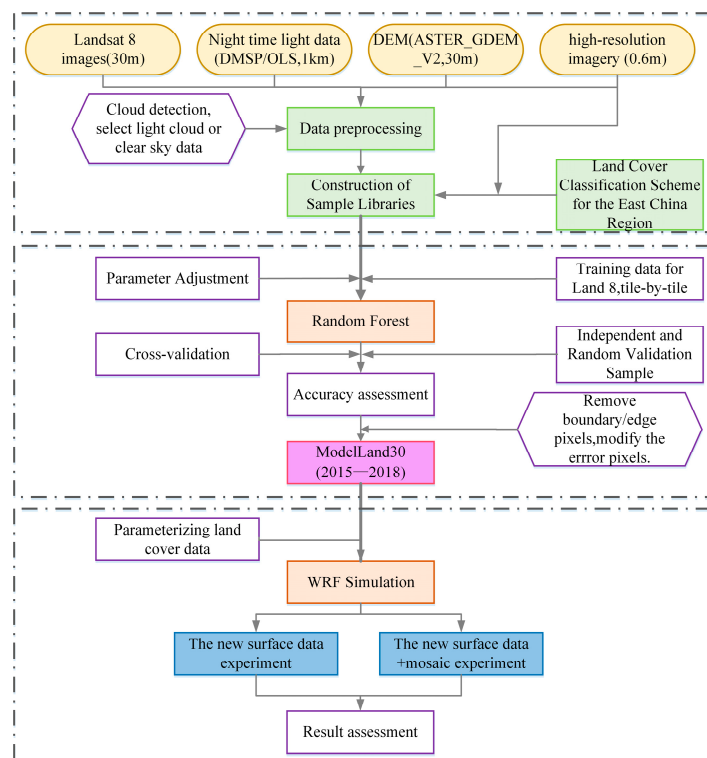 Landsat 8
images(30m)
Night time light data
(DMSP/OLS,1km)
DEM(ASTER_GDEM
_V2,30m)
high-resolution
imagery (0.6m)
Cloud detection,
select light cloud or
clear sky data
Data preprocessing
Construction of
Sample Libraries
Land Cover
Classification Scheme
for the East China
Region
Parameter Adjustment
Training data for
Land 8,tile-by-tile
Random Forest
Cross-validation
Independent and
Random Validation
Sample
Accuracy assessment
Remove
boundary/edge
pixels,modify the
errror pixels.
ModelLand30
(2015—2018)
Parameterizing land
cover data
WRF Simulation
The new surface data
experiment
The new surface data
+mosaic experiment
Result assessment